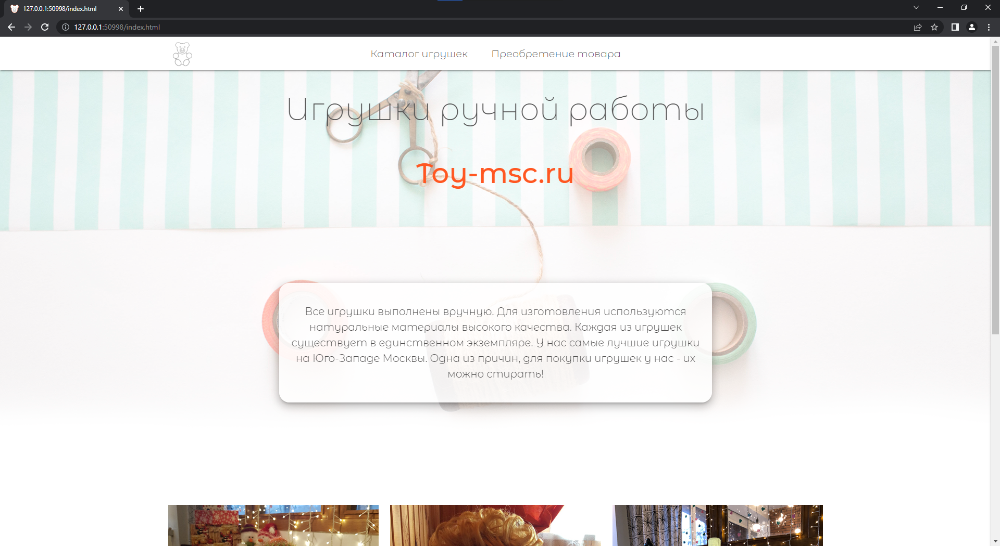 127.0.0.1:50998/index.html
127.0.0.1:50998/index.html
Каталог игрушек
Преобретение товара
Игрушки ручной работы
Toy-msc.ru
Все игрушки выполнены вручную. Для изготовления используются
натуральные материалы высокого качества. Каждая из игрушек
существует в единственном экземпляре. У нас самые лучшие игрушки
на Юго-Западе Москвы. Одна из причин, для покупки игрушек у нас - их
можно стирать!